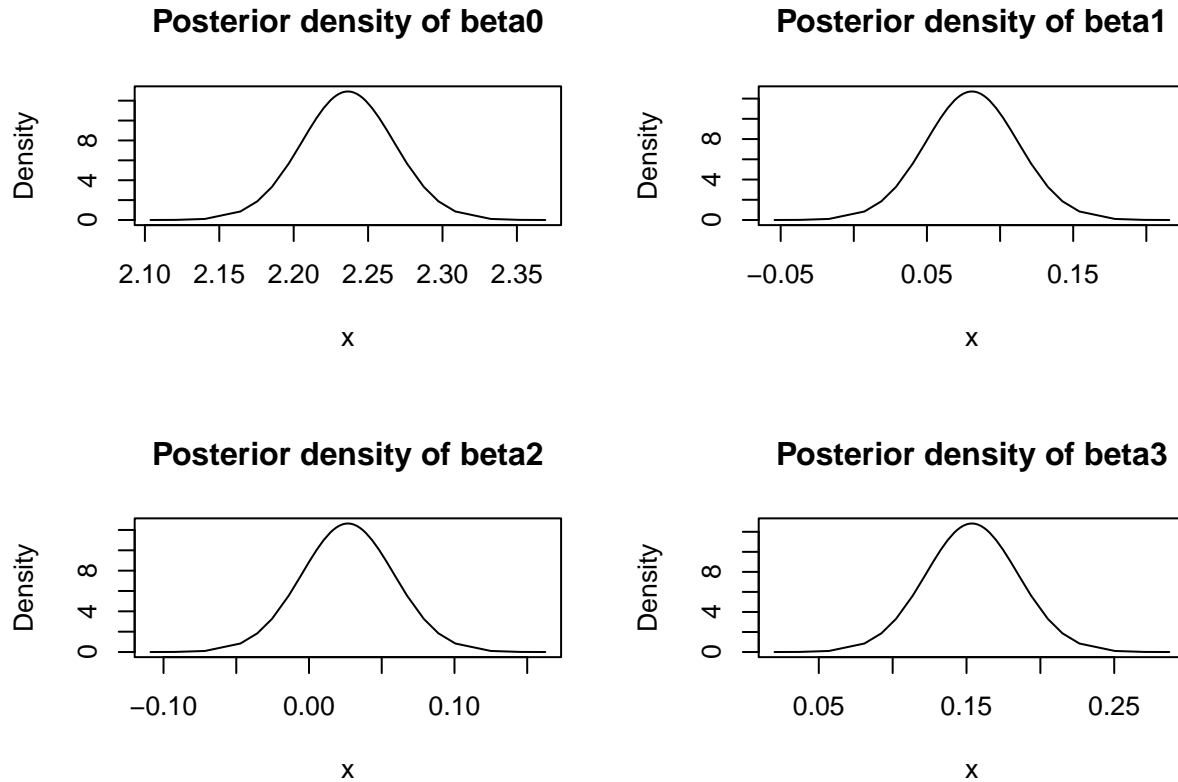 Posterior density of beta0
Density
0 4 8
2.10 2.15 2.20 2.25 2.30 2.35
x
Posterior density of beta1
Density
0 4 8
−0.05 0.05 0.15
x
Posterior density of beta2
Density
0 4 8
−0.10 0.00 0.10
x
Posterior density of beta3
Density
0 4 8
0.05 0.15 0.25
x